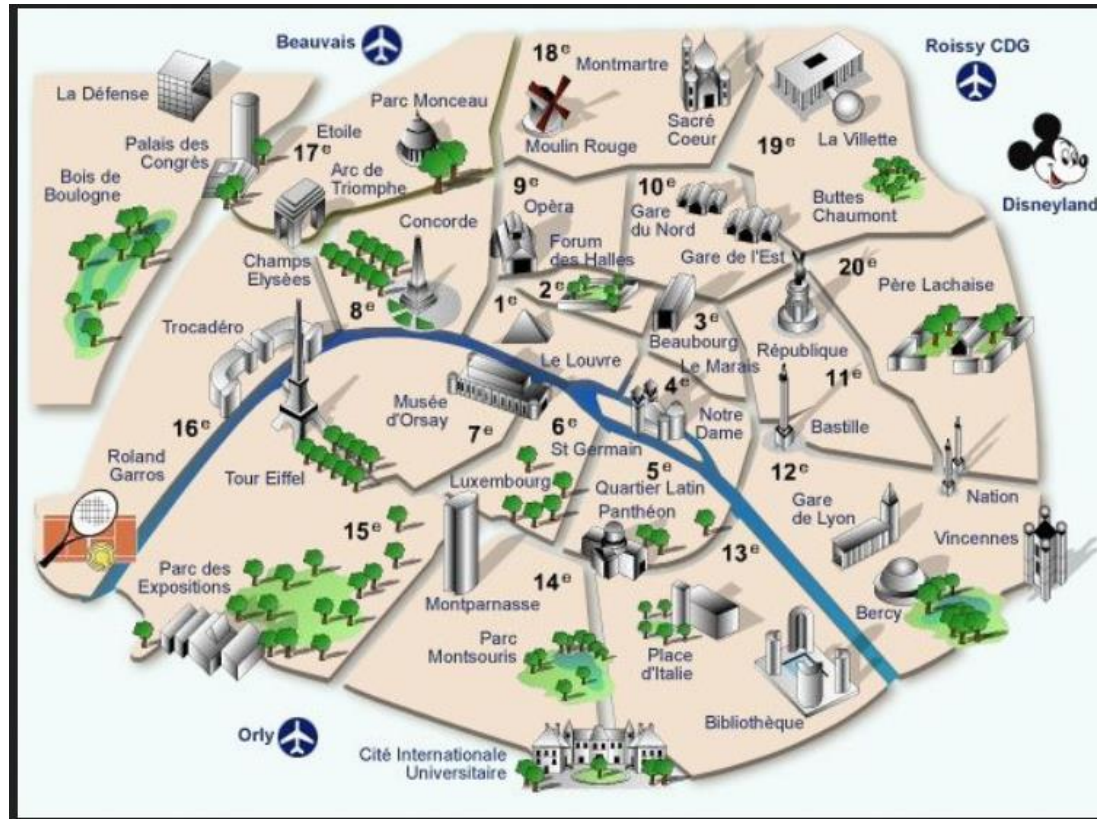 Beauvais
Roissy CDG
18e
Montmartre
La Défense
Parc Monceau
Sacré
Coeur
La Villette
Palais des
Congrès
Etoile
17e
Moulin Rouge
19e
Bois de
Boulogne
Arc de
Triomphe
9e
10e
Buttes
Chaumont
Disneyland
Concorde
Opèra
Gare
du Nord
Champs
Elysèes
Forum
des Halles
Gare de l'Est
20e
Père Lachaise
8e
1e
2e
3e
Trocadéro
Beaubourg
République
Le Louvre
Le Marais
11e
Musée
d'Orsay
4e
Notre
Dame
Bastille
16e
7e
6e
St Germain
Roland
Garros
Tour Eiffel
Luxembourg
5e
Quartier Latin
Panthéon
12e
Gare
de Lyon
Nation
Vincennes
15e
13e
Parc des
Expositions
Montparnasse
14e
Bercy
Parc
Montsouris
Place
d'Italie
Bibliothèque
Orly
Cité Internationale
Universitaire